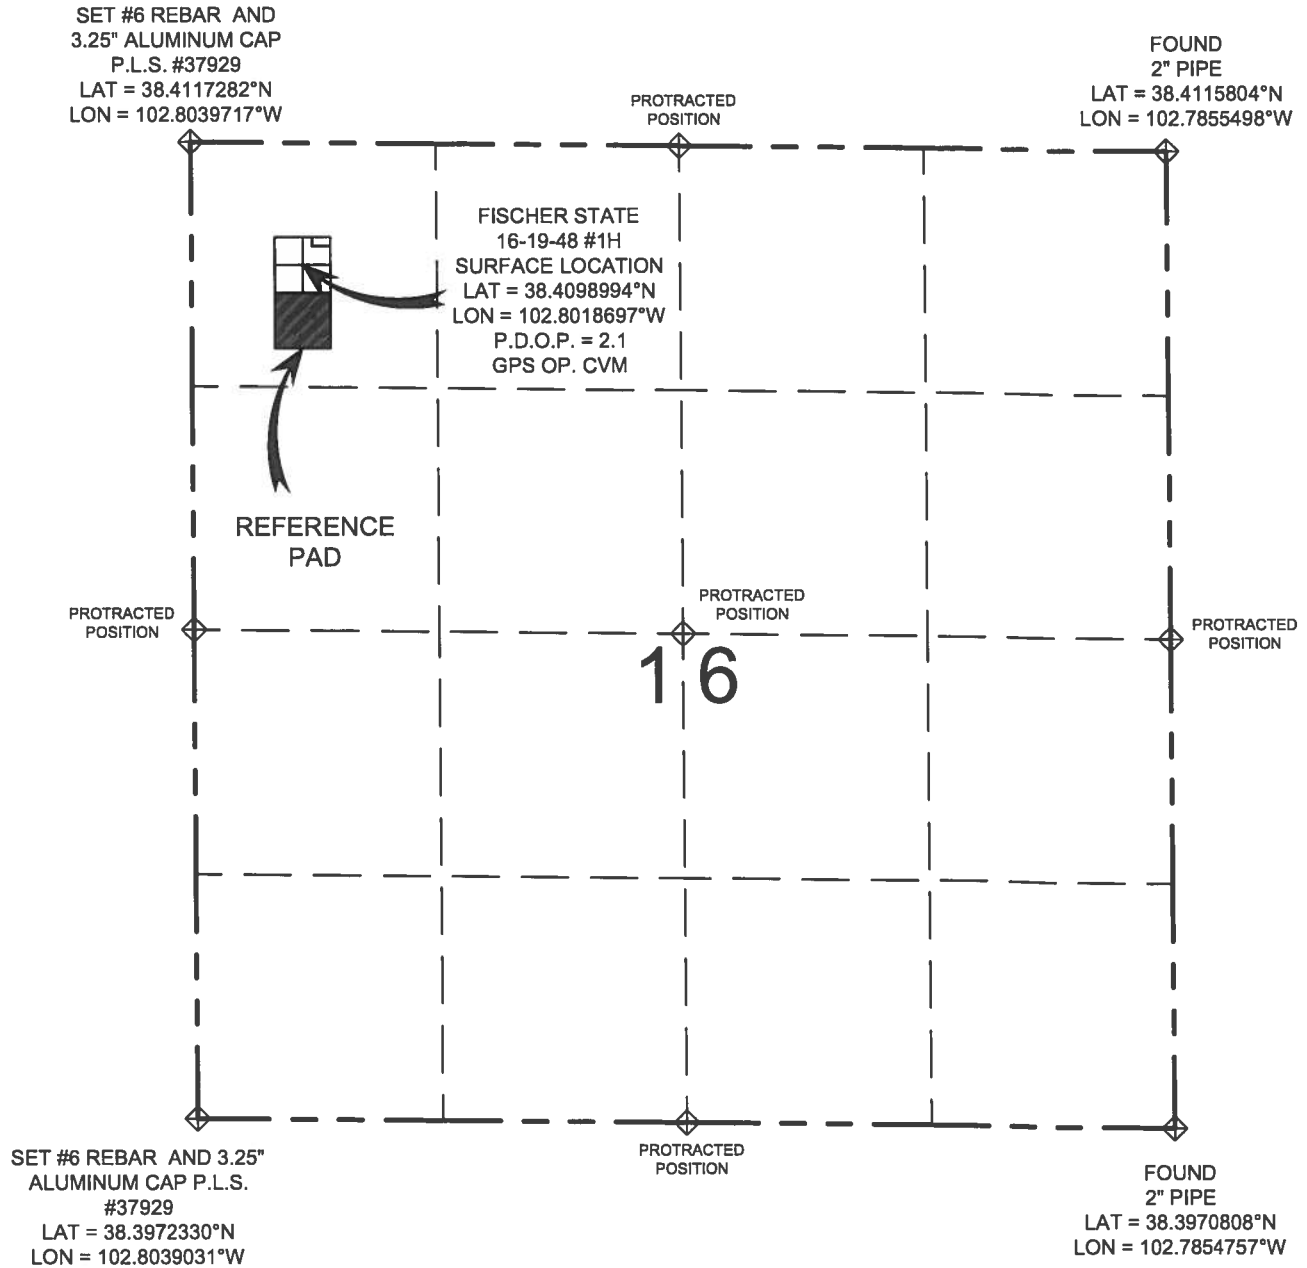 SET #6 REBAR AND
3.25" ALUMINUM CAP
P.L.S. #37929
LAT = 38.4117282°N
LON = 102.8039717°W
PROTRACTED
POSITION
FOUND
2" PIPE
LAT = 38.4115804°N
LON = 102.7855498°W
FISCHER STATE
16-19-48 #1H
SURFACE LOCATION
LAT = 38.4098994°N
LON = 102.8018697°W
P.D.O.P. = 2.1
GPS OP. CVM
REFERENCE
PAD
PROTRACTED
POSITION
PROTRACTED
POSITION
PROTRACTED
POSITION
16
SET #6 REBAR AND 3.25"
ALUMINUM CAP P.L.S.
#37929
LAT = 38.3972330°N
LON = 102.8039031°W
PROTRACTED
POSITION
FOUND
2" PIPE
LAT = 38.3970808°N
LON = 102.7854757°W